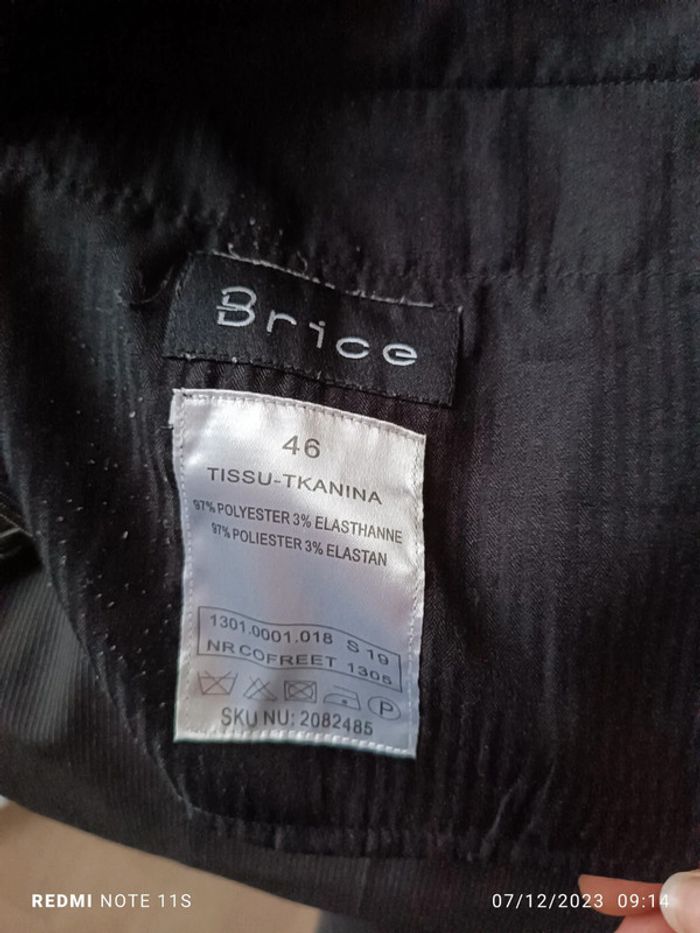 Brice
46
TISSU-TKANINA
97% POLYESTER 3% ELASTHANNE
97% POLIESTER 3% ELASTAN
1301.0001.018 S 19
NR COFREET 1305
P
SKU NU: 2082485
REDMI NOTE 11S
07/12/2023 09:14